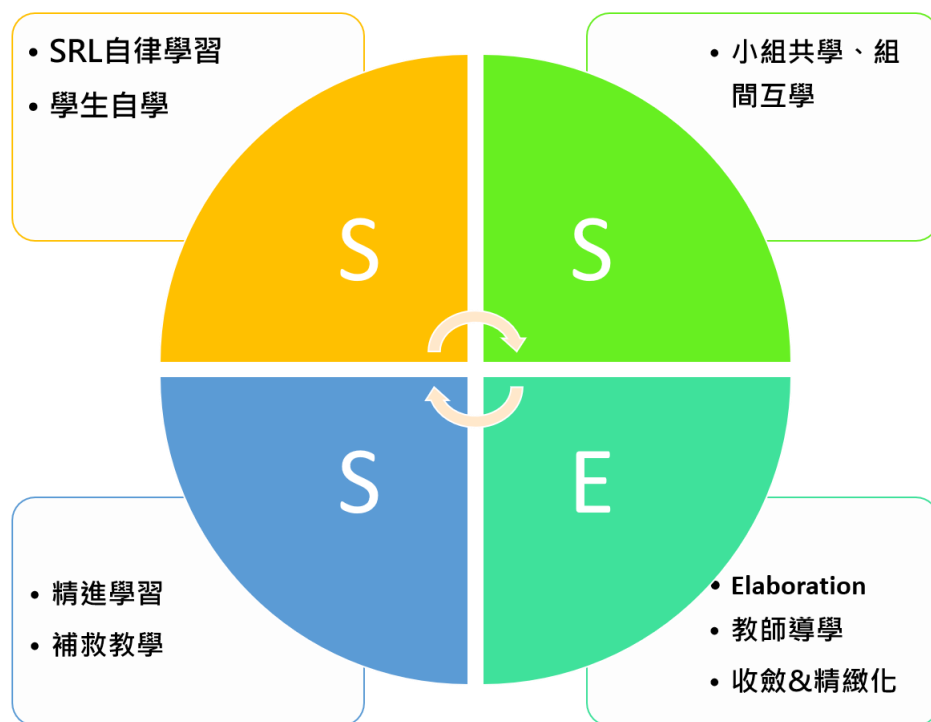 • SRL自律學習
• 學生自學
• 小組共學、組
間互學
S
S
S
E
• 精進學習
• 補救教學
• Elaboration
• 教師導學
• 收斂&精緻化